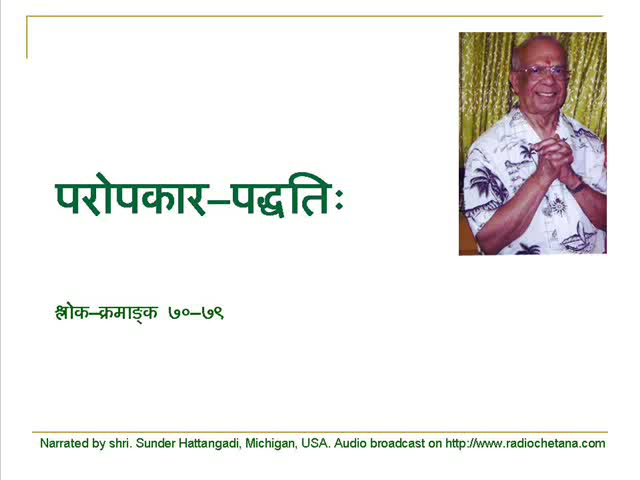 परोपकार–पद्धतिः
श्लोक–क्रमाङ्क ७०–७९
Narrated by shri. Sunder Hattangadi, Michigan, USA. Audio broadcast on http://www.radiochetana.com